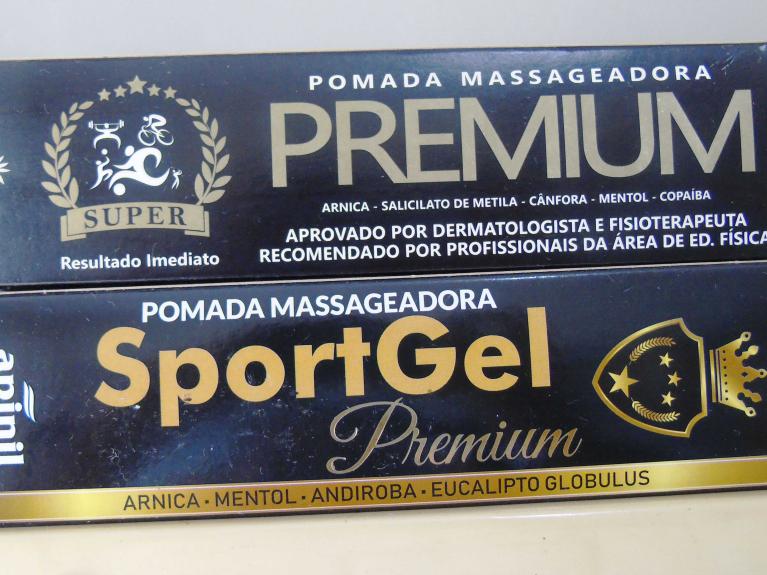 POMADA MASSAGEADORA
PREMIUM
ARNICA - SALICILATO DE METILA - CÂNFORA - MENTOL - COPAÍBA
APROVADO POR DERMATOLOGISTA E FISIOTERAPEUTA
RECOMENDADO POR PROFISSIONAIS DA ÁREA DE ED. FÍSICA
SUPER
Resultado Imediato
POMADA MASSAGEADORA
SportGel
Premium
ARNICA • MENTOL • ANDIROBA • EUCALIPTO GLOBULUS
apinil